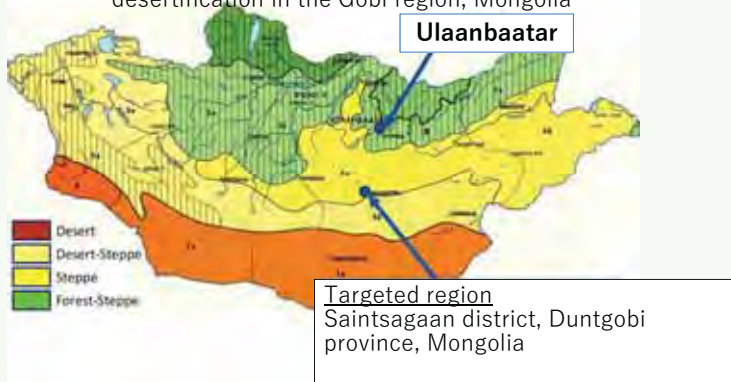 desertification in the Gobi region, Mongolia
Ulaanbaatar
Desert
Desert-Steppe
Steppe
Forest-Steppe
Targeted region
Saintsagaan district, Duntgobi
province, Mongolia